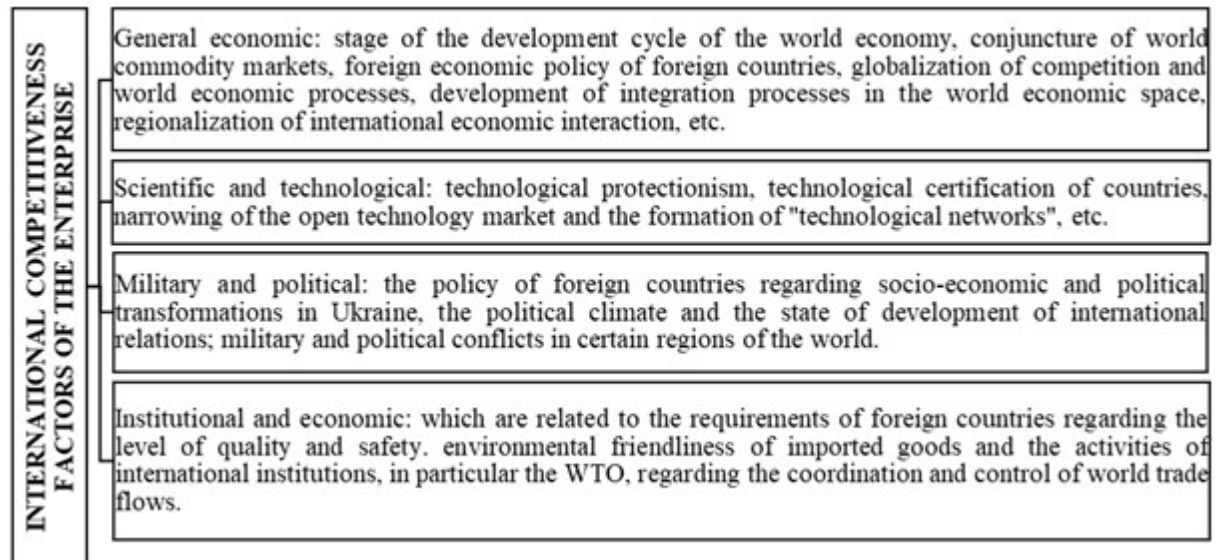 INTERNATIONAL COMPETITIVENESS
FACTORS OF THE ENTERPRISE
General economic: stage of the development cycle of the world economy, conjuncture of world
commodity markets, foreign economic policy of foreign countries, globalization of competition and
world economic processes, development of integration processes in the world economic space,
regionalization of international economic interaction, etc.
Scientific and technological: technological protectionism, technological certification of countries,
narrowing of the open technology market and the formation of "technological networks", etc.
Military and political: the policy of foreign countries regarding socio-economic and political
transformations in Ukraine, the political climate and the state of development of international
relations; military and political conflicts in certain regions of the world.
Institutional and economic: which are related to the requirements of foreign countries regarding the
level of quality and safety. environmental friendliness of imported goods and the activities of
international institutions, in particular the WTO, regarding the coordination and control of world trade
flows.